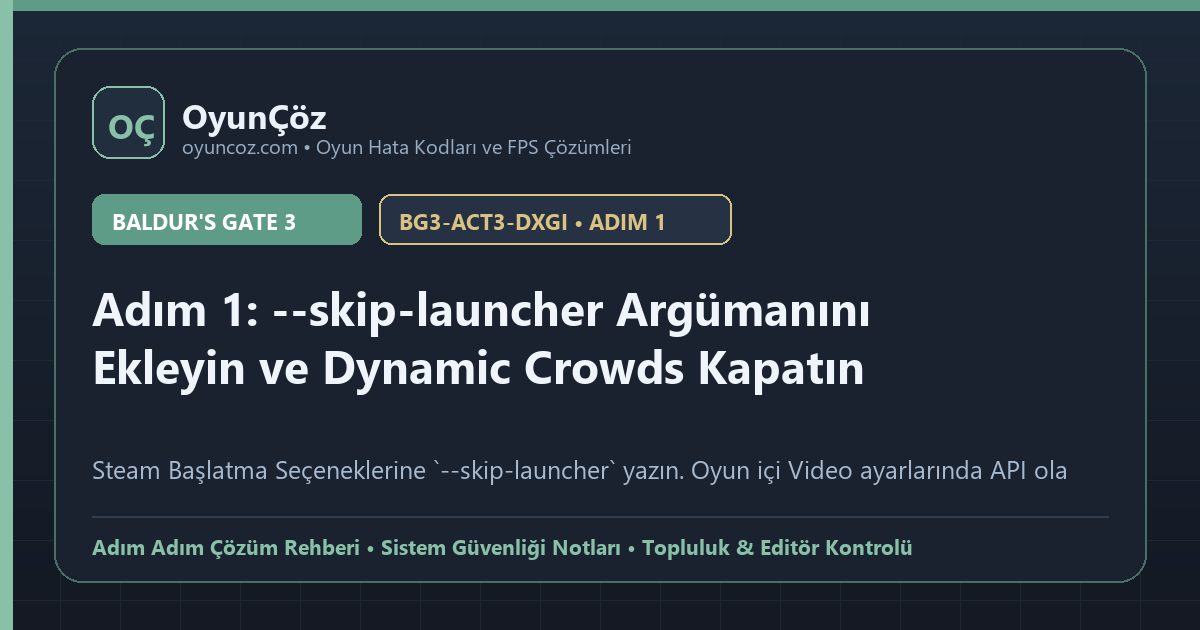 OÇ
OyunÇöz
oyuncoz.com • Oyun Hata Kodları ve FPS Çözümleri
BALDUR'S GATE 3
BG3-ACT3-DXGI • ADIM 1
Adım 1: --skip-launcher Argümanını
Ekleyin ve Dynamic Crowds Kapatın
Steam Başlatma Seçeneklerine `--skip-launcher` yazın. Oyun içi Video ayarlarında API ola
Adım Adım Çözüm Rehberi • Sistem Güvenliği Notları • Topluluk & Editör Kontrolü